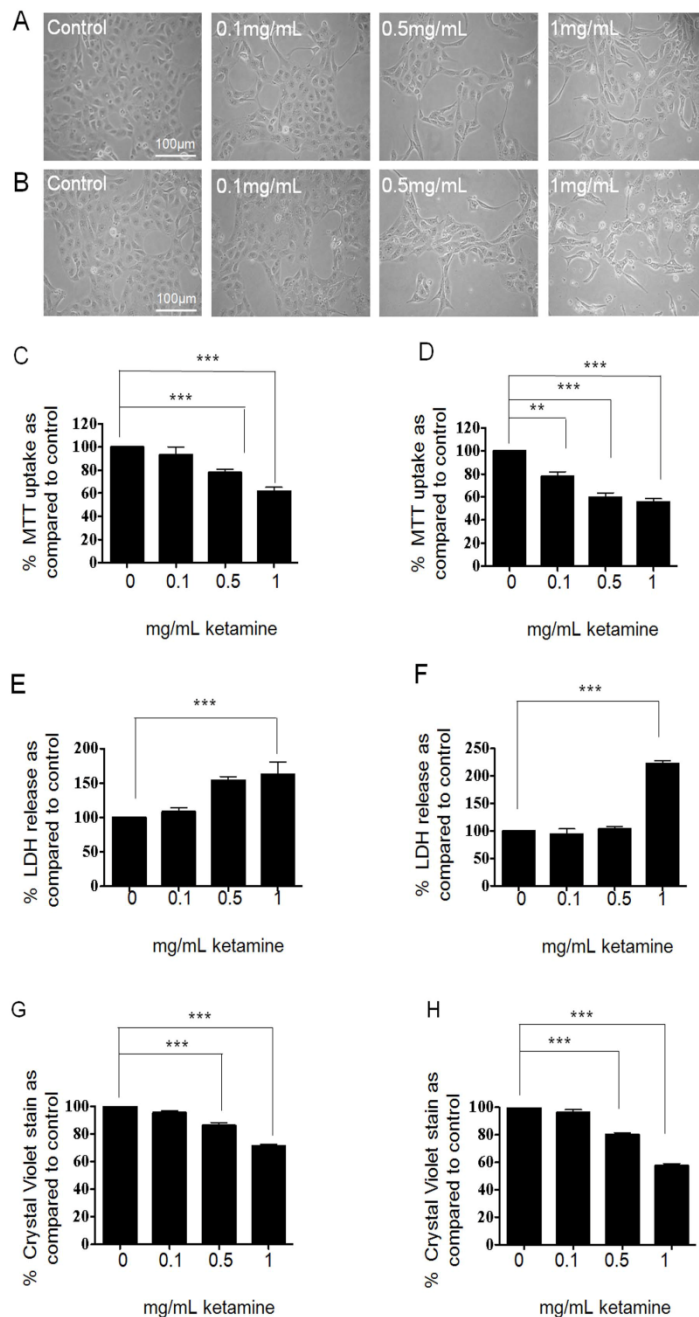 A
Control
0.1mg/mL
0.5mg/mL
1mg/mL
100µm
B
Control
0.1mg/mL
0.5mg/mL
1mg/mL
100µm
C
***
***
% MTT uptake as
compared to control
120
100
80
60
40
20
0
0 0.1 0.5 1
mg/mL ketamine
D
***
***
**
% MTT uptake as
compared to control
120
100
80
60
40
20
0
0 0.1 0.5 1
mg/mL ketamine
E
***
% LDH release as
compared to control
200
150
100
50
0
0 0.1 0.5 1
mg/mL ketamine
F
***
% LDH release as
compared to control
250
200
150
100
50
0
0 0.1 0.5 1
mg/mL ketamine
G
***
***
% Crystal Violet stain as
compared to control
100
80
60
40
20
0
0 0.1 0.5 1
mg/mL ketamine
H
***
***
% Crystal Violet stain as
compared to control
100
80
60
40
20
0
0 0.1 0.5 1
mg/mL ketamine